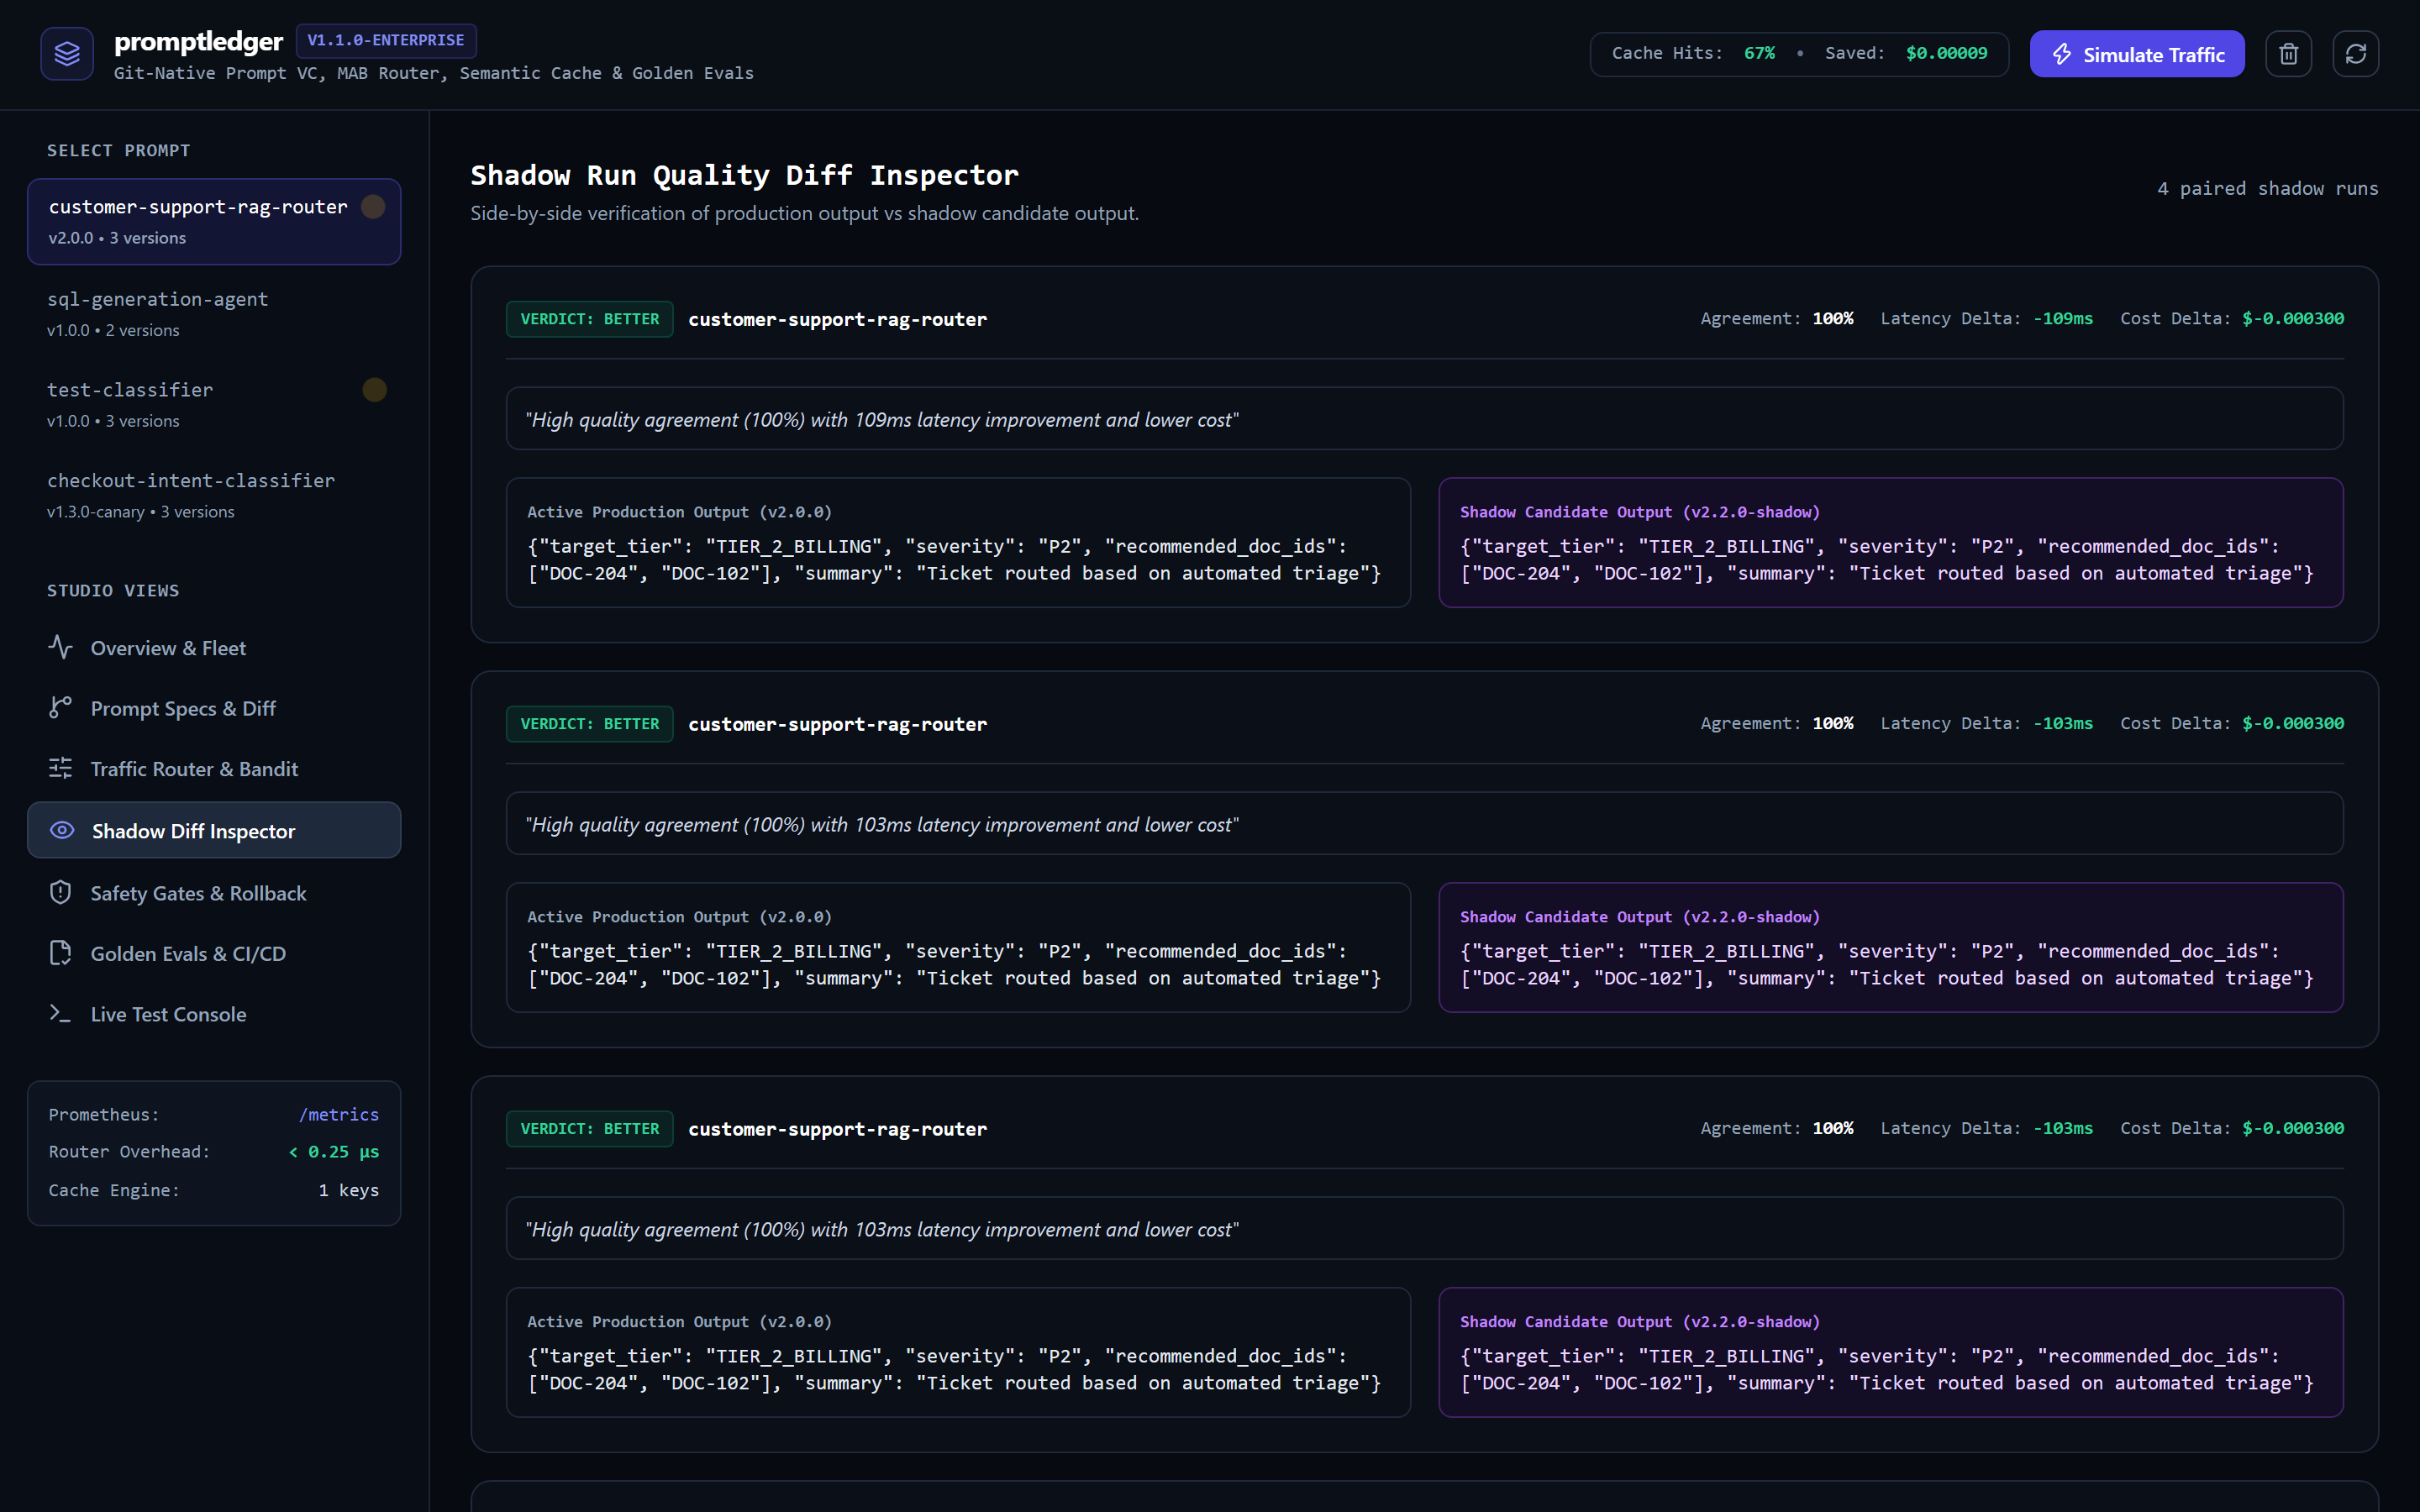 promptledger V1.1.0-ENTERPRISE
Git-Native Prompt VC, MAB Router, Semantic Cache & Golden Evals
Cache Hits: 67% • Saved: $0.00009
Simulate Traffic
SELECT PROMPT
customer-support-rag-router
v2.0.0 • 3 versions
sql-generation-agent
v1.0.0 • 2 versions
test-classifier
v1.0.0 • 3 versions
checkout-intent-classifier
v1.3.0-canary • 3 versions
STUDIO VIEWS
Overview & Fleet
Prompt Specs & Diff
Traffic Router & Bandit
Shadow Diff Inspector
Safety Gates & Rollback
Golden Evals & CI/CD
Live Test Console
Prometheus: /metrics
Router Overhead: < 0.25 µs
Cache Engine: 1 keys
Shadow Run Quality Diff Inspector
Side-by-side verification of production output vs shadow candidate output.
4 paired shadow runs
VERDICT: BETTER customer-support-rag-router
Agreement: 100% Latency Delta: -109ms Cost Delta: $-0.000300
"High quality agreement (100%) with 109ms latency improvement and lower cost"
Active Production Output (v2.0.0)
{"target_tier": "TIER_2_BILLING", "severity": "P2", "recommended_doc_ids":
["DOC-204", "DOC-102"], "summary": "Ticket routed based on automated triage"}
Shadow Candidate Output (v2.2.0-shadow)
{"target_tier": "TIER_2_BILLING", "severity": "P2", "recommended_doc_ids":
["DOC-204", "DOC-102"], "summary": "Ticket routed based on automated triage"}
VERDICT: BETTER customer-support-rag-router
Agreement: 100% Latency Delta: -103ms Cost Delta: $-0.000300
"High quality agreement (100%) with 103ms latency improvement and lower cost"
Active Production Output (v2.0.0)
{"target_tier": "TIER_2_BILLING", "severity": "P2", "recommended_doc_ids":
["DOC-204", "DOC-102"], "summary": "Ticket routed based on automated triage"}
Shadow Candidate Output (v2.2.0-shadow)
{"target_tier": "TIER_2_BILLING", "severity": "P2", "recommended_doc_ids":
["DOC-204", "DOC-102"], "summary": "Ticket routed based on automated triage"}
VERDICT: BETTER customer-support-rag-router
Agreement: 100% Latency Delta: -103ms Cost Delta: $-0.000300
"High quality agreement (100%) with 103ms latency improvement and lower cost"
Active Production Output (v2.0.0)
{"target_tier": "TIER_2_BILLING", "severity": "P2", "recommended_doc_ids":
["DOC-204", "DOC-102"], "summary": "Ticket routed based on automated triage"}
Shadow Candidate Output (v2.2.0-shadow)
{"target_tier": "TIER_2_BILLING", "severity": "P2", "recommended_doc_ids":
["DOC-204", "DOC-102"], "summary": "Ticket routed based on automated triage"}